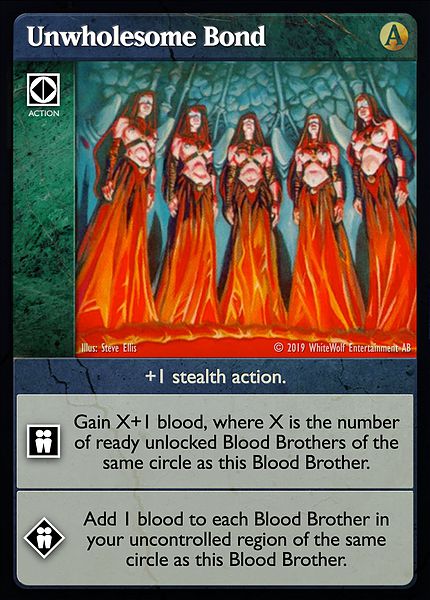 Unwholesome Bond
A
ACTION
Illus: Steve Ellis
© 2019 WhiteWolf Entertainment AB
+1 stealth action.
Gain X+1 blood, where X is the number
of ready unlocked Blood Brothers of the
same circle as this Blood Brother.
Add 1 blood to each Blood Brother in
your uncontrolled region of the same
circle as this Blood Brother.